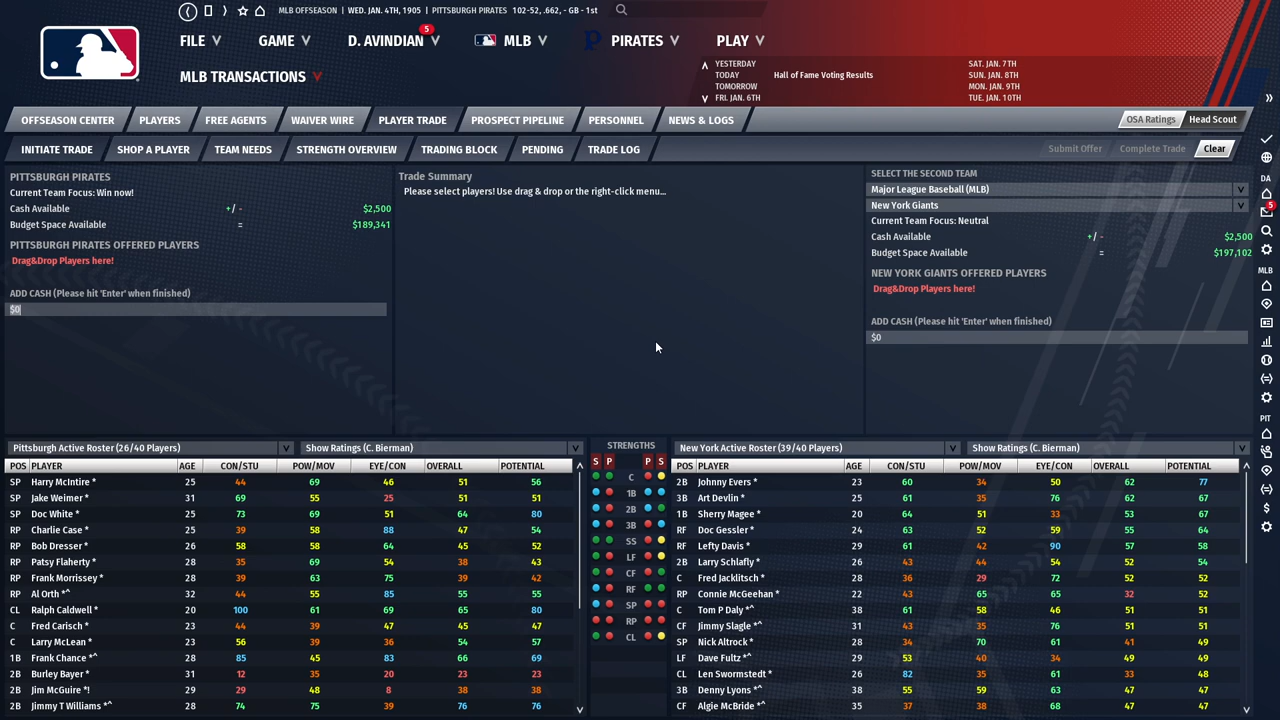 MLB OFFSEASON | WED. JAN. 4TH, 1905 | PITTSBURGH PIRATES 102-52, .662, - GB - 1st
FILE GAME D. AVINDIAN 5 MLB PIRATES PLAY
MLB TRANSACTIONS
YESTERDAY SAT. JAN. 7TH
TODAY Hall of Fame Voting Results SUN. JAN. 8TH
TOMORROW MON. JAN. 9TH
FRI. JAN. 6TH TUE. JAN. 10TH
OFFSEASON CENTER PLAYERS FREE AGENTS WAIVER WIRE PLAYER TRADE PROSPECT PIPELINE PERSONNEL NEWS & LOGS OSA Ratings Head Scout
INITIATE TRADE SHOP A PLAYER TEAM NEEDS STRENGTH OVERVIEW TRADING BLOCK PENDING TRADE LOG Submit Offer Complete Trade Clear
PITTSBURGH PIRATES
Current Team Focus: Win now!
Cash Available +/ - $2,500
Budget Space Available = $189,341
PITTSBURGH PIRATES OFFERED PLAYERS
Drag&Drop Players here!
ADD CASH (Please hit 'Enter' when finished)
$0
Trade Summary
Please select players! Use drag & drop or the right-click menu...
SELECT THE SECOND TEAM
Major League Baseball (MLB)
New York Giants
Current Team Focus: Neutral
Cash Available +/ - $2,500
Budget Space Available = $197,102
NEW YORK GIANTS OFFERED PLAYERS
Drag&Drop Players here!
ADD CASH (Please hit 'Enter' when finished)
$0
DA
5
MLB
PIT
Pittsburgh Active Roster (26/40 Players) Show Ratings (C. Bierman)
POS PLAYER AGE CON/STU POW/MOV EYE/CON OVERALL POTENTIAL
SP Harry McIntire * 25 44 69 46 51 56
SP Jake Weimer * 31 69 55 25 51 51
SP Doc White * 25 73 69 51 64 80
RP Charlie Case * 25 39 58 88 47 54
RP Bob Dresser * 26 58 58 64 45 52
RP Patsy Flaherty * 28 35 69 54 38 43
RP Frank Morrissey * 28 39 63 75 39 42
RP Al Orth *^ 32 44 55 85 55 55
CL Ralph Caldwell * 20 100 61 69 65 80
C Fred Carisch * 23 44 39 47 45 47
C Larry McLean * 23 56 39 36 54 57
1B Frank Chance *^ 28 85 45 83 66 69
2B Burley Bayer * 31 12 35 20 23 23
2B Jim McGuire *! 29 29 48 8 38 38
2B Jimmy T Williams *^ 28 74 75 39 76 76
STRENGTHS
S P P S
C
1B
2B
3B
SS
LF
CF
RF
SP
RP
CL
New York Active Roster (39/40 Players) Show Ratings (C. Bierman)
POS PLAYER AGE CON/STU POW/MOV EYE/CON OVERALL POTENTIAL
2B Johnny Evers * 23 60 34 50 62 77
3B Art Devlin * 25 61 35 76 62 67
1B Sherry Magee * 20 64 51 33 53 67
RF Doc Gessler * 24 63 52 59 55 64
RF Lefty Davis * 29 61 42 90 57 58
2B Larry Schlafly * 26 43 44 54 52 54
C Fred Jacklitsch * 28 36 29 72 52 52
RP Connie McGeehan * 22 43 65 65 32 52
C Tom P Daly *^ 38 61 58 46 51 51
CF Jimmy Slagle *^ 31 43 35 76 51 51
SP Nick Altrock * 28 34 70 61 41 49
LF Dave Fultz *^ 29 53 40 34 49 49
CL Len Swormstedt * 26 82 35 61 33 48
3B Denny Lyons *^ 38 55 59 63 47 47
CF Algie McBride *^ 35 37 38 68 47 47